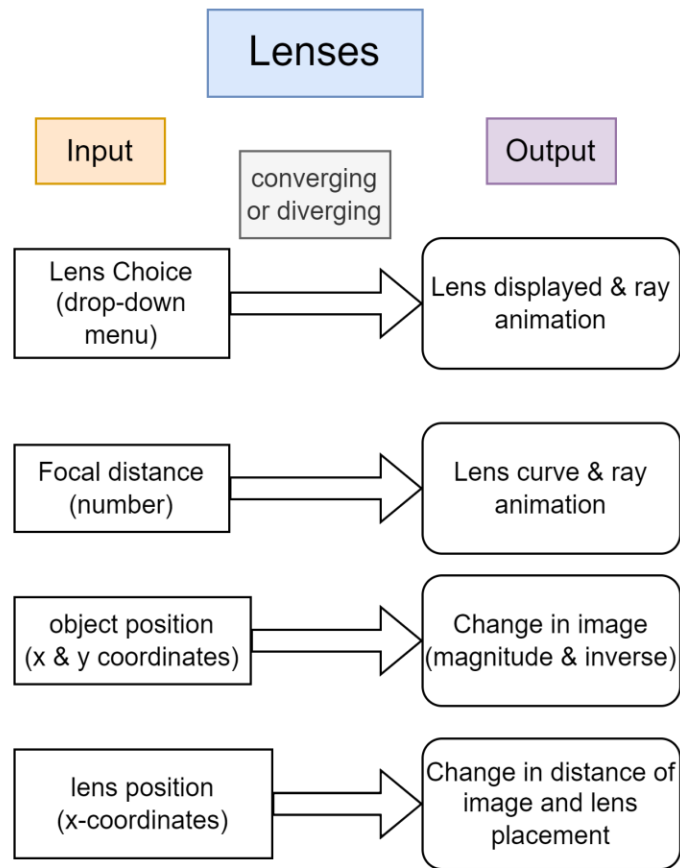 Lenses
Input
converging
or diverging
Output
Lens Choice
(drop-down
menu)
Lens displayed & ray
animation
Focal distance
(number)
Lens curve & ray
animation
object position
(x & y coordinates)
Change in image
(magnitude & inverse)
lens position
(x-coordinates)
Change in distance of
image and lens
placement